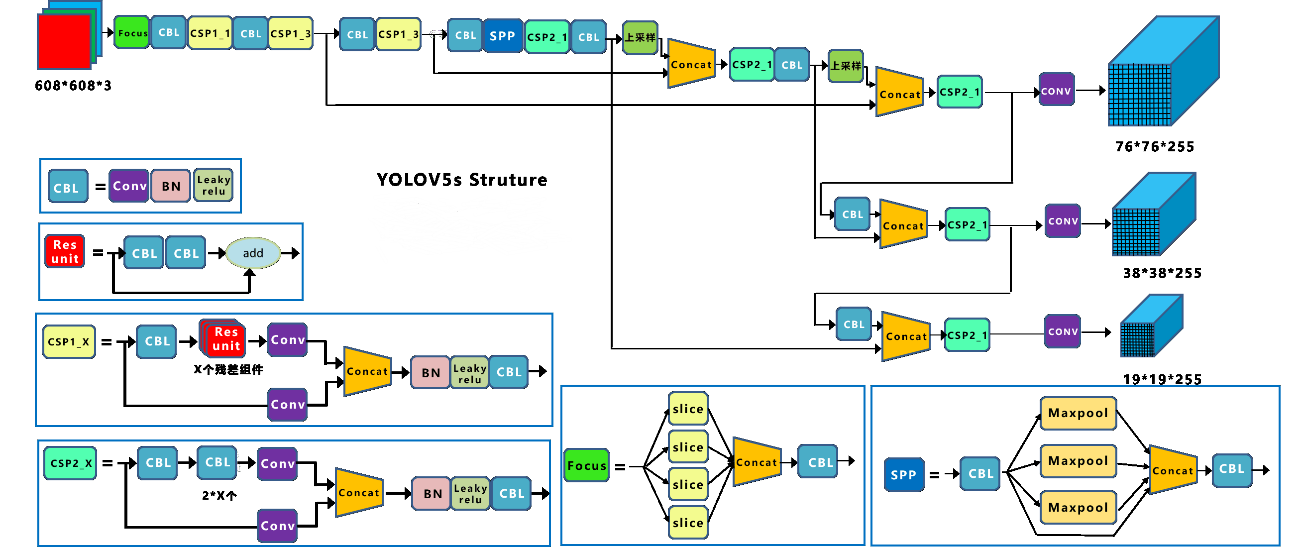 608*608*3
Focus
CBL
CSP1_1
CBL
CSP1_3
CBL
CSP1_3
CBL
SPP
CSP2_1
CBL
上采样
Concat
CSP2_1
CBL
上采样
Concat
CSP2_1
CONV
76*76*255
YOLOV5s Struture
CBL
Concat
CSP2_1
CONV
38*38*255
CBL
Concat
CSP2_1
CONV
19*19*255
CBL
=
Conv
BN
Leaky
relu
Res
unit
=
CBL
CBL
add
CSP1_X
=
CBL
Res
unit
X个残差组件
Conv
Conv
Concat
BN
Leaky
relu
CBL
CSP2_X
=
CBL
CBL
2*X个
Conv
Conv
Concat
BN
Leaky
relu
CBL
Focus
=
slice
slice
slice
slice
Concat
CBL
SPP
=
CBL
Maxpool
Maxpool
Maxpool
Concat
CBL